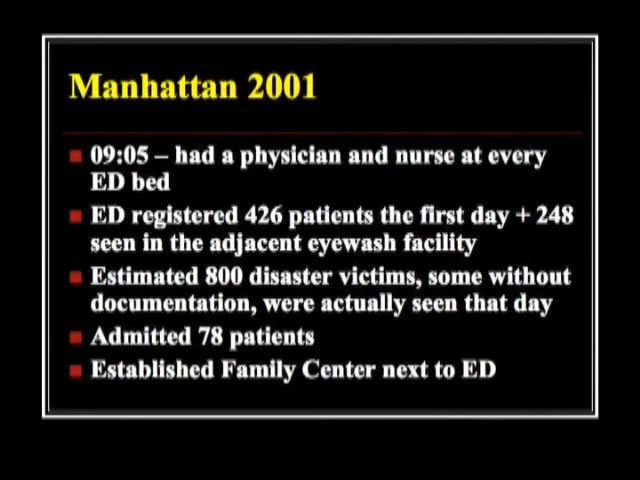 Manhattan 2001
09:05 – had a physician and nurse at every
ED bed
ED registered 426 patients the first day + 248
seen in the adjacent eyewash facility
Estimated 800 disaster victims, some without
documentation, were actually seen that day
Admitted 78 patients
Established Family Center next to ED